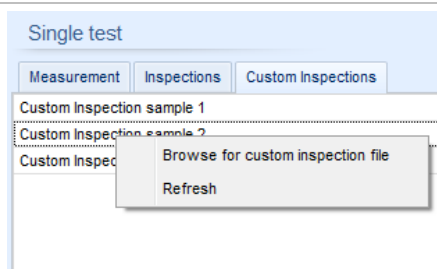 Single test
Measurement Inspections Custom Inspections
Custom Inspection sample 1
Custom Inspection sample 2
Custom Inspec
Browse for custom inspection file
Refresh